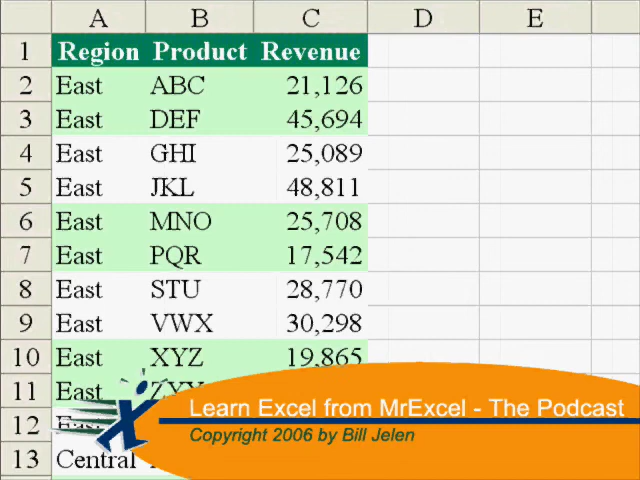 A B C D E
1 Region Product Revenue
2 East ABC 21,126
3 East DEF 45,694
4 East GHI 25,089
5 East JKL 48,811
6 East MNO 25,708
7 East PQR 17,542
8 East STU 28,770
9 East VWX 30,298
10 East XYZ 19,865
11 East
12 East
13 Central
Learn Excel from MrExcel - The Podcast
Copyright 2006 by Bill Jelen